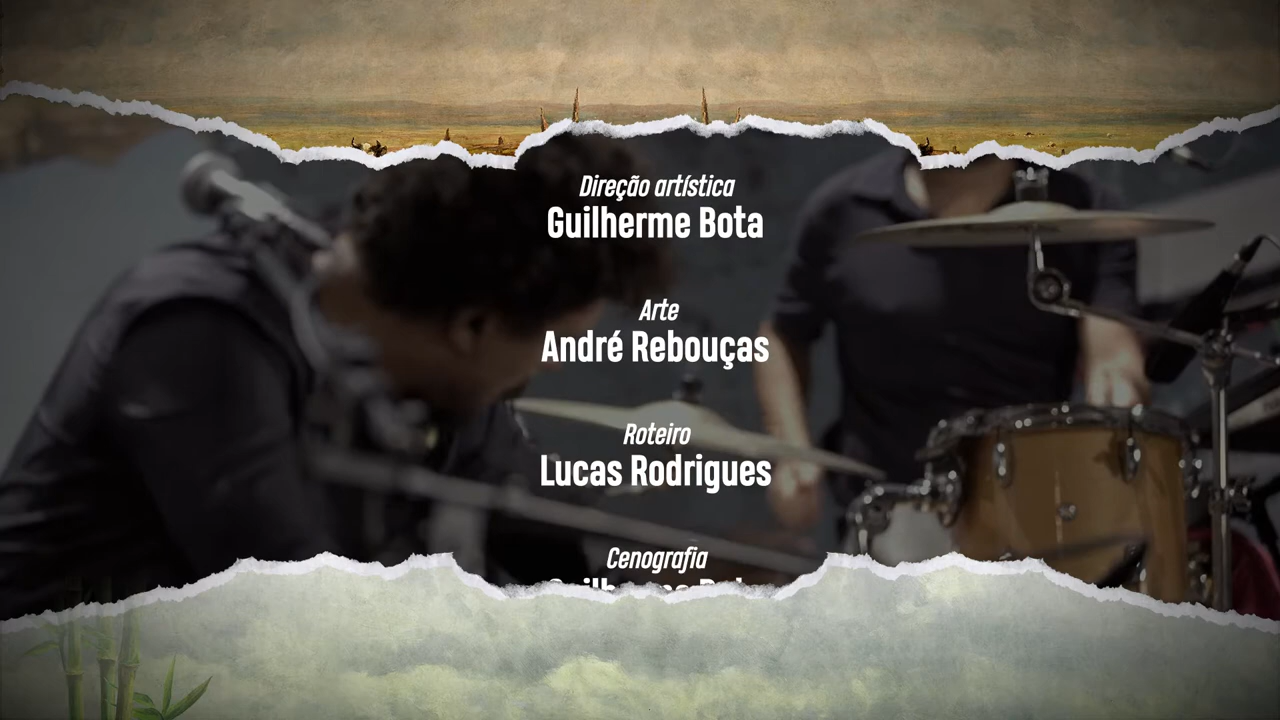 Direção artística
Guilherme Bota
Arte
André Rebouças
Roteiro
Lucas Rodrigues
Cenografia